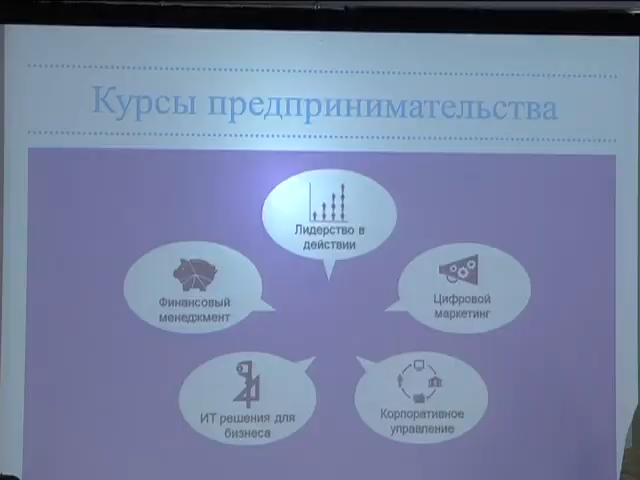 Курсы предпринимательства
Лидерство в
действии
Финансовый
менеджмент
Цифровой
маркетинг
ИТ решения для
бизнеса
Корпоративное
управление